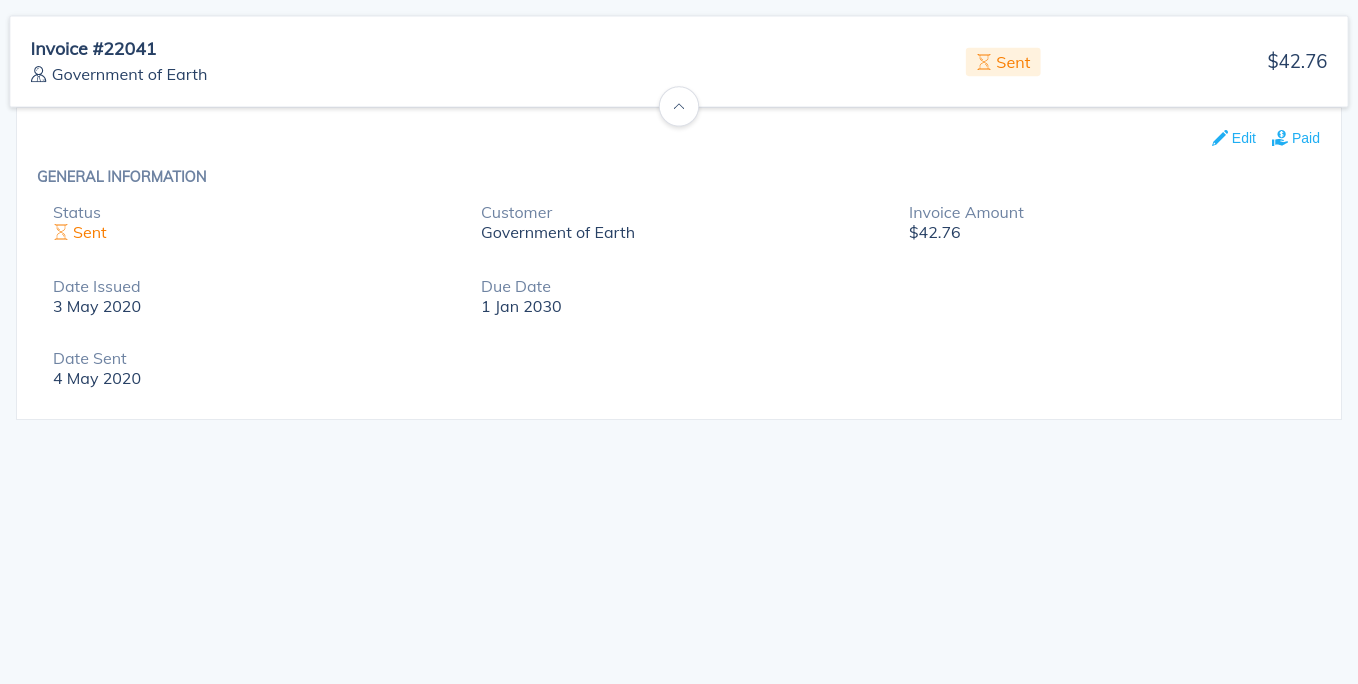 Invoice #22041
Government of Earth
Sent
$42.76
Edit
Paid
GENERAL INFORMATION
Status
Sent
Customer
Government of Earth
Invoice Amount
$42.76
Date Issued
3 May 2020
Due Date
1 Jan 2030
Date Sent
4 May 2020